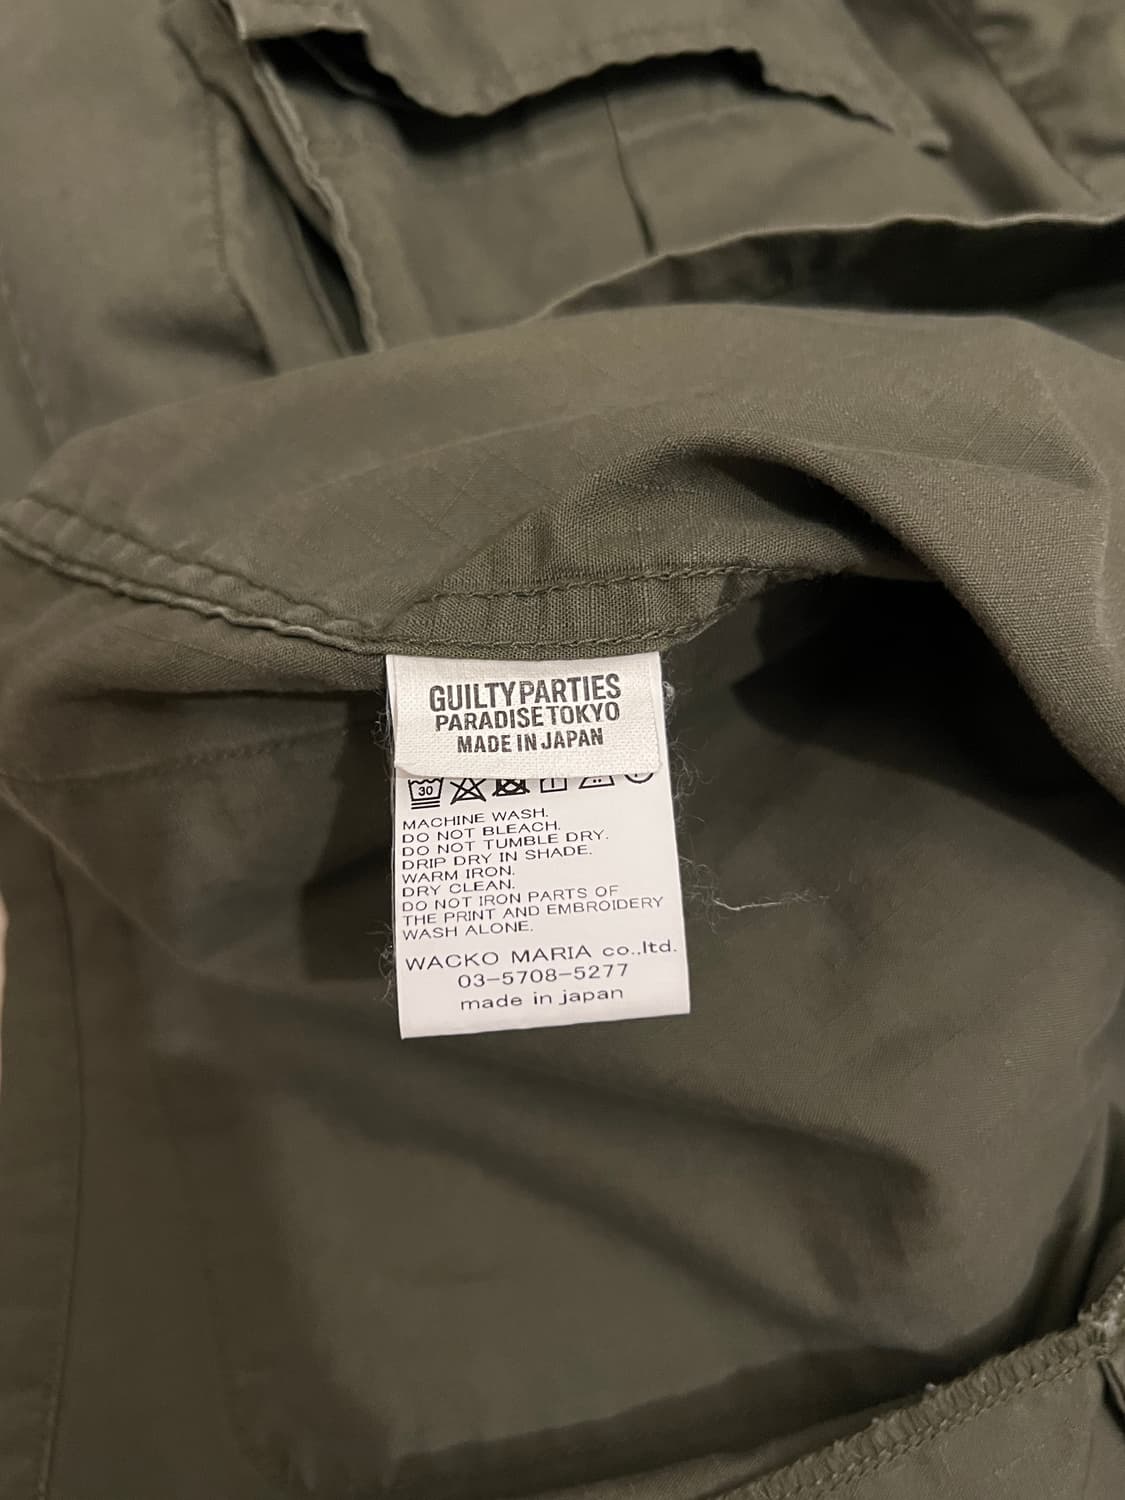 GUILTYPARTIES
PARADISE TOKYO
MADE IN JAPAN
30
MACHINE WASH.
DO NOT BLEACH.
DO NOT TUMBLE DRY.
DRIP DRY IN SHADE.
WARM IRON.
DRY CLEAN.
DO NOT IRON PARTS OF
THE PRINT AND EMBROIDERY
WASH ALONE.
WACKO MARIA co.,ltd.
03-5708-5277
made in japan